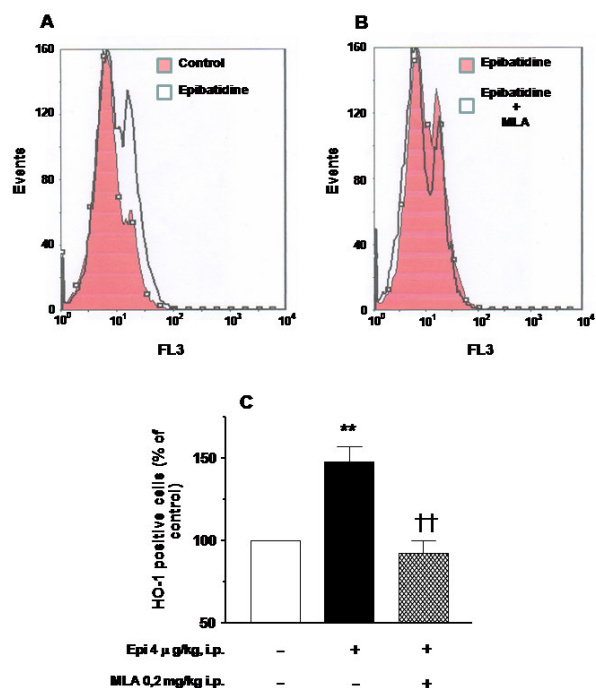 A
160
120
80
40
0
Events
Control
Epibatidine
10⁰ 10¹ 10² 10³ 10⁴
FL3
B
160
120
80
40
0
Events
Epibatidine
Epibatidine
+
MLA
10⁰ 10¹ 10² 10³ 10⁴
FL3
C
HO-1 positive cells (% of
control)
150
100
50
**
††
Epi 4 µ g/kg, i.p. – + +
MLA 0,2 mg/kg i.p. – – +